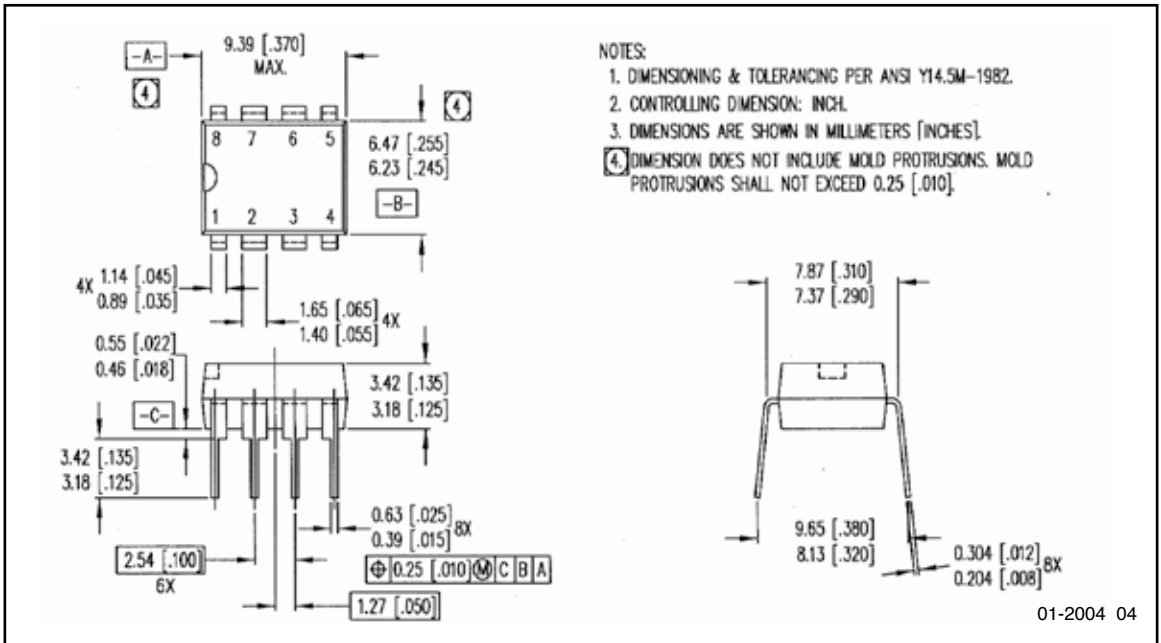 -A-
9.39 [.370]
MAX.
4
4
8 7 6 5
6.47 [.255]
6.23 [.245]
-B-
1 2 3 4
4X 1.14 [.045]
0.89 [.035]
1.65 [.065] 4X
1.40 [.055]
0.55 [.022]
0.46 [.018]
3.42 [.135]
3.18 [.125]
-C-
3.42 [.135]
3.18 [.125]
0.63 [.025] 8X
0.39 [.015]
2.54 [.100]
6X
⌖ 0.25 [.010] Ⓜ C B A
1.27 [.050]
NOTES:
1. DIMENSIONING & TOLERANCING PER ANSI Y14.5M-1982.
2. CONTROLLING DIMENSION: INCH.
3. DIMENSIONS ARE SHOWN IN MILLIMETERS [INCHES].
4. DIMENSION DOES NOT INCLUDE MOLD PROTRUSIONS. MOLD
PROTRUSIONS SHALL NOT EXCEED 0.25 [.010].
7.87 [.310]
7.37 [.290]
9.65 [.380]
8.13 [.320]
0.304 [.012] 8X
0.204 [.008]
01-2004 04